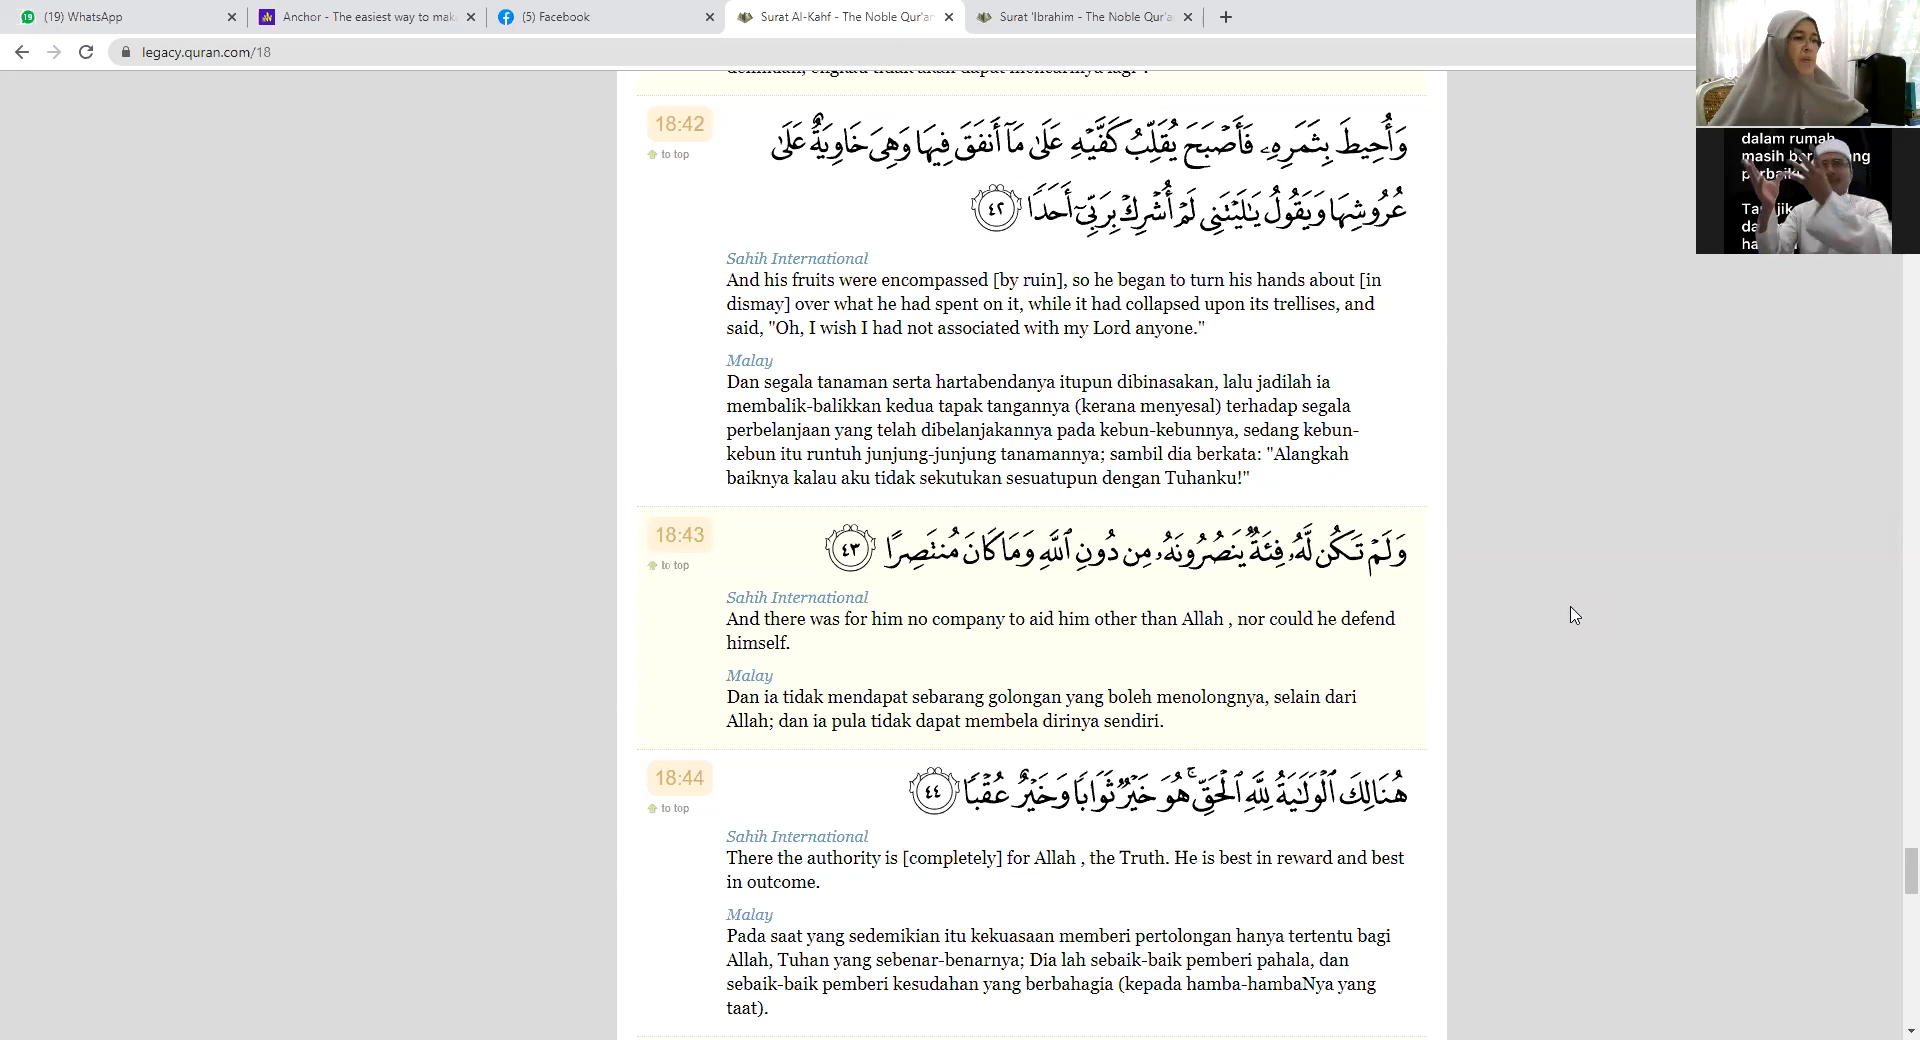 (19) WhatsApp
Anchor - The easiest way to mak
(5) Facebook
Surat Al-Kahf - The Noble Qur'an
Surat 'Ibrahim - The Noble Qur'a
legacy.quran.com/18
18:42
to top
وَأُحِيطَ بِثَمَرِهِۦ فَأَصْبَحَ يُقَلِّبُ كَفَّيْهِ عَلَىٰ مَآ أَنفَقَ فِيهَا وَهِىَ خَاوِيَةٌ عَلَىٰ
عُرُوشِهَا وَيَقُولُ يَٰلَيْتَنِى لَمْ أُشْرِكْ بِرَبِّىٓ أَحَدًا ٤٢
Sahih International
And his fruits were encompassed [by ruin], so he began to turn his hands about [in
dismay] over what he had spent on it, while it had collapsed upon its trellises, and
said, "Oh, I wish I had not associated with my Lord anyone."
Malay
Dan segala tanaman serta hartabendanya itupun dibinasakan, lalu jadilah ia
membalik-balikkan kedua tapak tangannya (kerana menyesal) terhadap segala
perbelanjaan yang telah dibelanjakannya pada kebun-kebunnya, sedang kebun-
kebun itu runtuh junjung-junjung tanamannya; sambil dia berkata: "Alangkah
baiknya kalau aku tidak sekutukan sesuatupun dengan Tuhanku!"
18:43
to top
وَلَمْ تَكُن لَّهُۥ فِئَةٌ يَنصُرُونَهُۥ مِن دُونِ ٱللَّهِ وَمَا كَانَ مُنتَصِرًا ٤٣
Sahih International
And there was for him no company to aid him other than Allah , nor could he defend
himself.
Malay
Dan ia tidak mendapat sebarang golongan yang boleh menolongnya, selain dari
Allah; dan ia pula tidak dapat membela dirinya sendiri.
18:44
to top
هُنَالِكَ ٱلْوَلَٰيَةُ لِلَّهِ ٱلْحَقِّ ۚ هُوَ خَيْرٌ ثَوَابًا وَخَيْرٌ عُقْبًا ٤٤
Sahih International
There the authority is [completely] for Allah , the Truth. He is best in reward and best
in outcome.
Malay
Pada saat yang sedemikian itu kekuasaan memberi pertolongan hanya tertentu bagi
Allah, Tuhan yang sebenar-benarnya; Dia lah sebaik-baik pemberi pahala, dan
sebaik-baik pemberi kesudahan yang berbahagia (kepada hamba-hambaNya yang
taat).
dalam rumah
masih